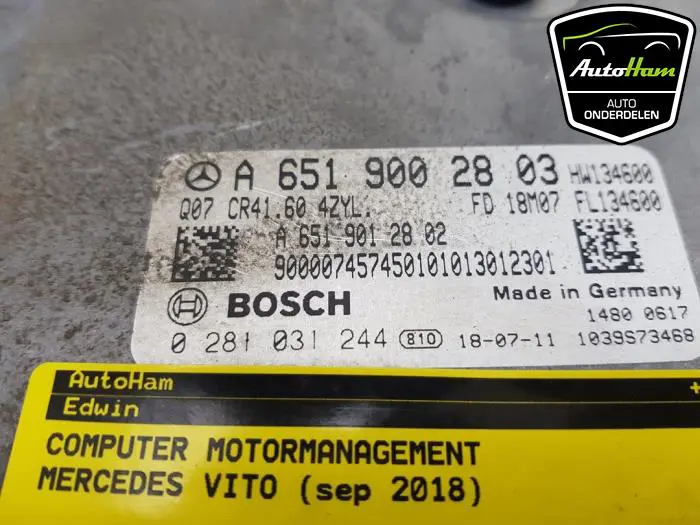 AutoHam
AUTO
ONDERDELEN
A 651 900 28 03 HW134600
Q07 CR41.60 4ZYL. FD 18M07 FL134600
A 651 901 28 02
900007457450101013012301
BOSCH Made in Germany
1480 0617
0 281 031 244 810 18-07-11 1039S73468
AutoHam +
Edwin
COMPUTER MOTORMANAGEMENT
MERCEDES VITO (sep 2018)